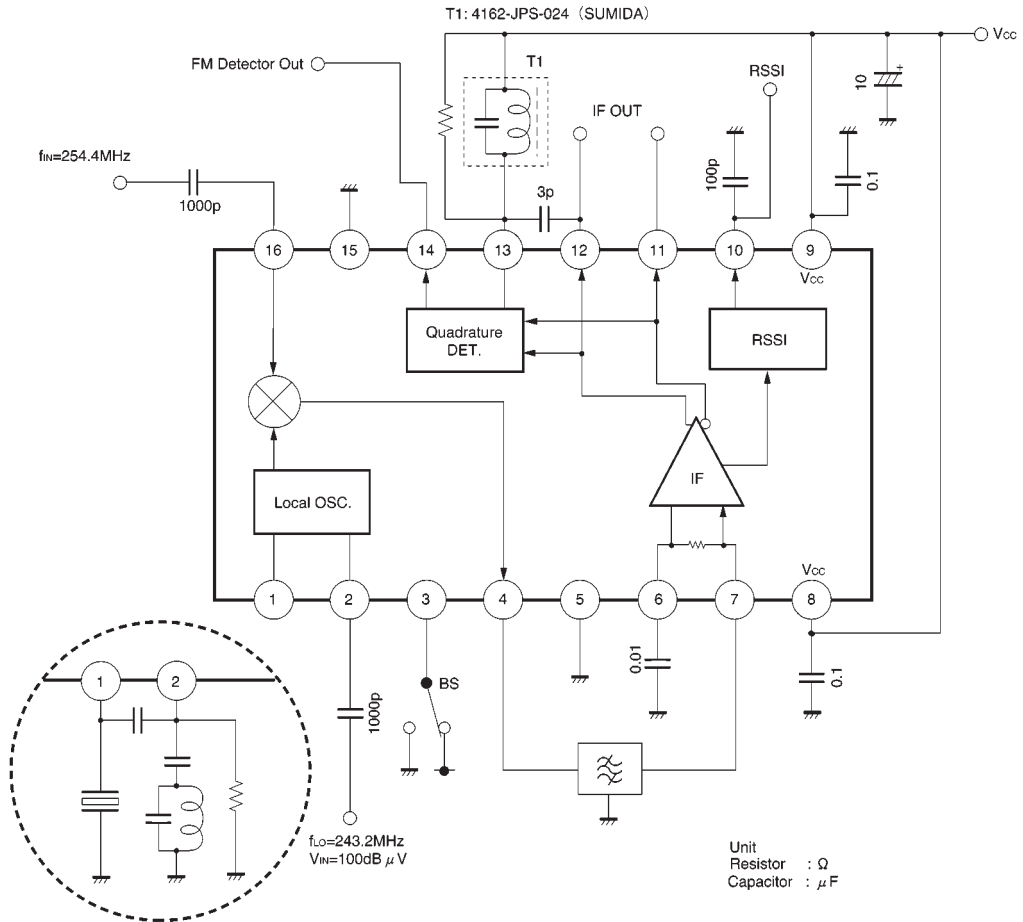 T1: 4162-JPS-024（SUMIDA）
Vcc
FM Detector Out
T1
RSSI
10
+
IF OUT
fIN=254.4MHz
1000p
3p
100p
0.1
16
15
14
13
12
11
10
9
Vcc
Quadrature
DET.
RSSI
IF
Local OSC.
Vcc
1
2
3
4
5
6
7
8
BS
1000p
0.01
0.1
1
2
fLO=243.2MHz
VIN=100dB μ V
Unit
Resistor : Ω
Capacitor : μ F